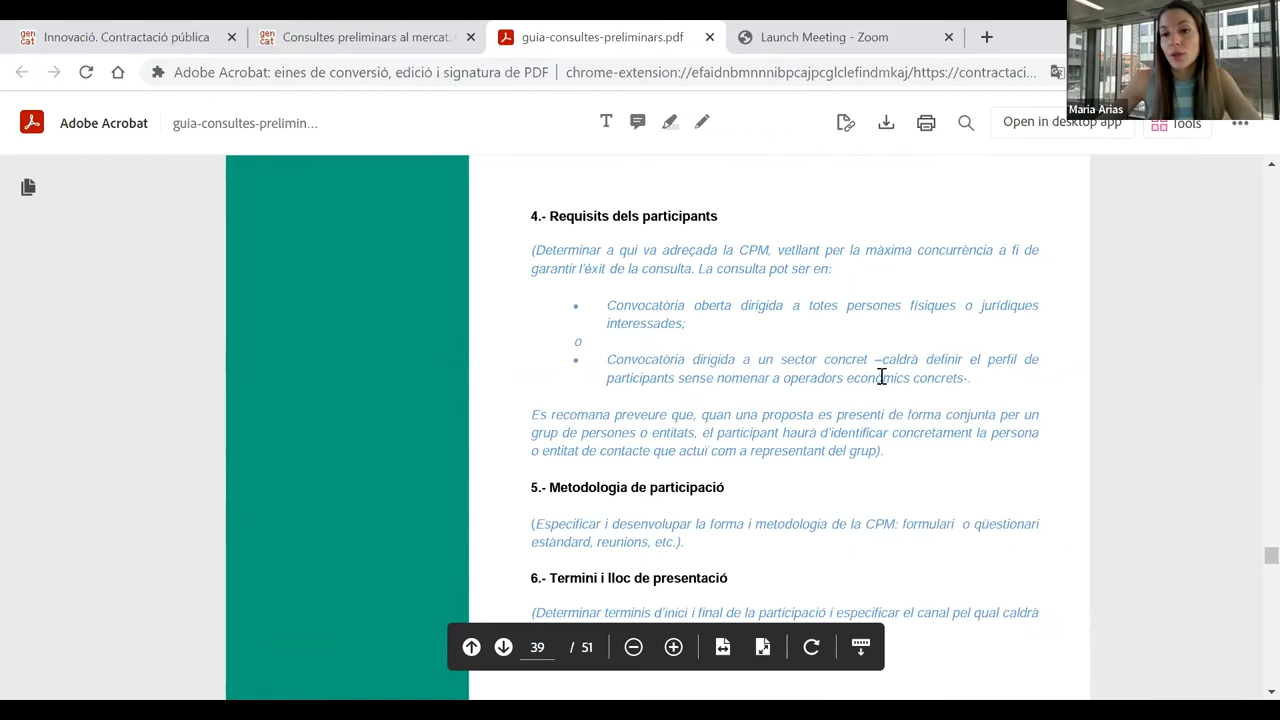 Innovació. Contractació pública
Consultes preliminars al mercat.
guia-consultes-preliminars.pdf
Launch Meeting - Zoom
Adobe Acrobat: eines de conversió, edició i signatura de PDF
chrome-extension://efaidnbmnnnibpcajpcglclefindmkaj/https://contractaci...
Maria Arias
Adobe Acrobat
guia-consultes-prelimin...
Open in desktop app
Tools
4.- Requisits dels participants
(Determinar a qui va adreçada la CPM, vetllant per la màxima concurrència a fi de
garantir l'èxit de la consulta. La consulta pot ser en:
• Convocatòria oberta dirigida a totes persones físiques o jurídiques
interessades;
o
• Convocatòria dirigida a un sector concret –caldrà definir el perfil de
participants sense nomenar a operadors econòmics concrets-.
Es recomana preveure que, quan una proposta es presenti de forma conjunta per un
grup de persones o entitats, el participant haurà d'identificar concretament la persona
o entitat de contacte que actuï com a representant del grup).
5.- Metodologia de participació
(Especificar i desenvolupar la forma i metodologia de la CPM: formulari o qüestionari
estàndard, reunions, etc.).
6.- Termini i lloc de presentació
(Determinar terminis d'inici i final de la participació i especificar el canal pel qual caldrà
39 / 51